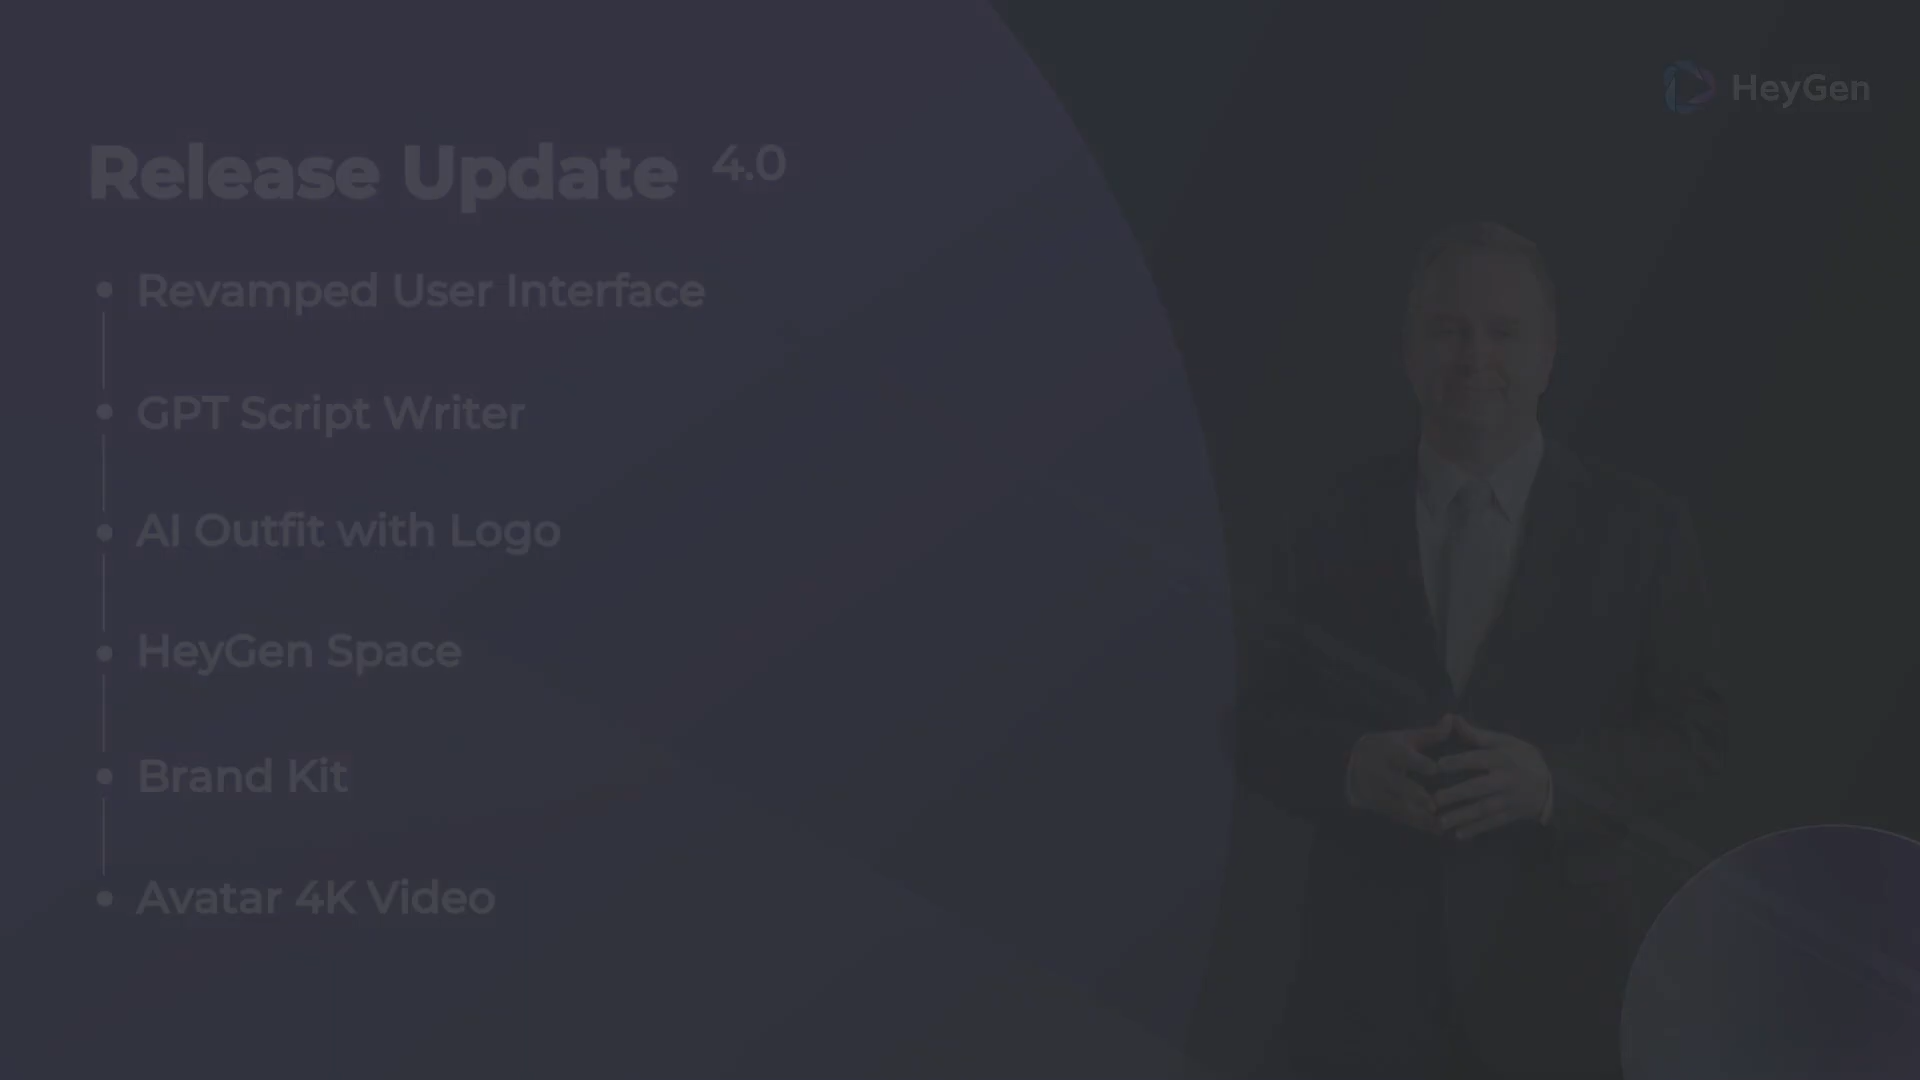 HeyGen
Release Update 4.0
Revamped User Interface
GPT Script Writer
AI Outfit with Logo
HeyGen Space
Brand Kit
Avatar 4K Video